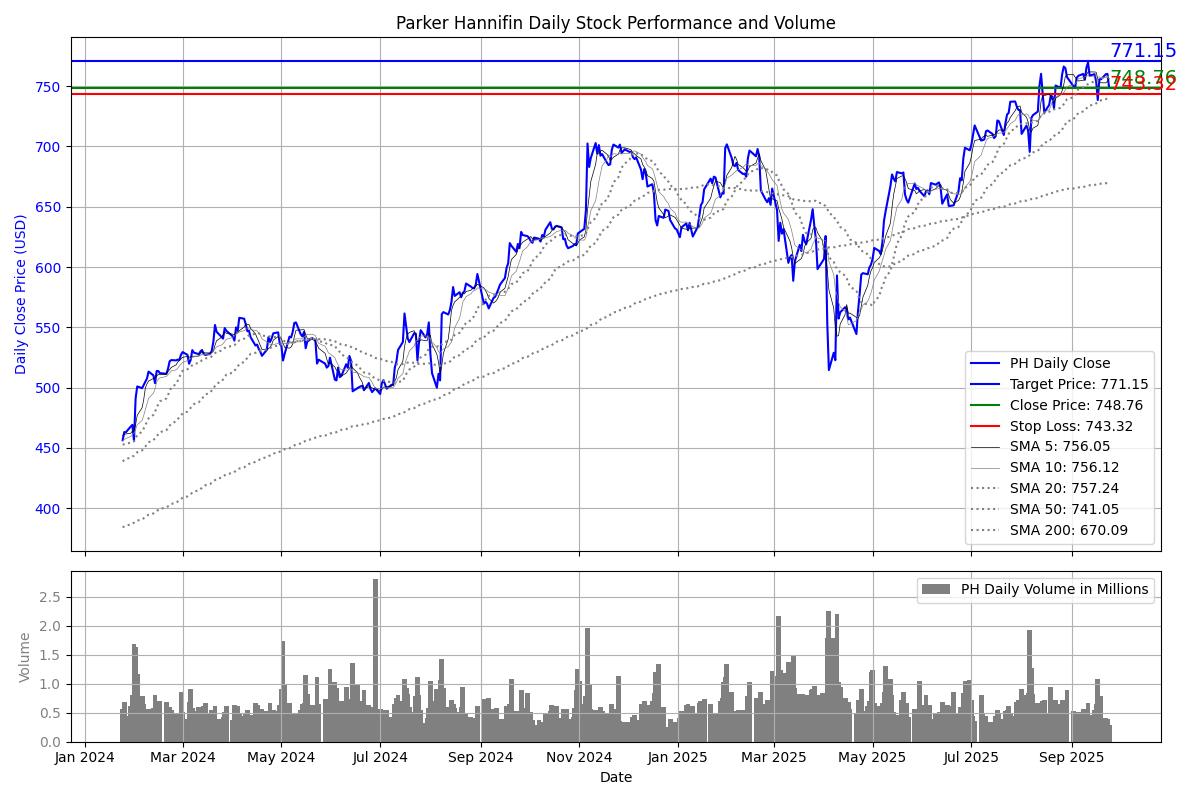 Parker Hannifin Daily Stock Performance and Volume
771.15
748.76
743.32
750
700
650
600
550
500
450
400
Daily Close Price (USD)
PH Daily Close
Target Price: 771.15
Close Price: 748.76
Stop Loss: 743.32
SMA 5: 756.05
SMA 10: 756.12
SMA 20: 757.24
SMA 50: 741.05
SMA 200: 670.09
PH Daily Volume in Millions
2.5
2.0
1.5
1.0
0.5
0.0
Volume
Jan 2024 Mar 2024 May 2024 Jul 2024 Sep 2024 Nov 2024 Jan 2025 Mar 2025 May 2025 Jul 2025 Sep 2025
Date